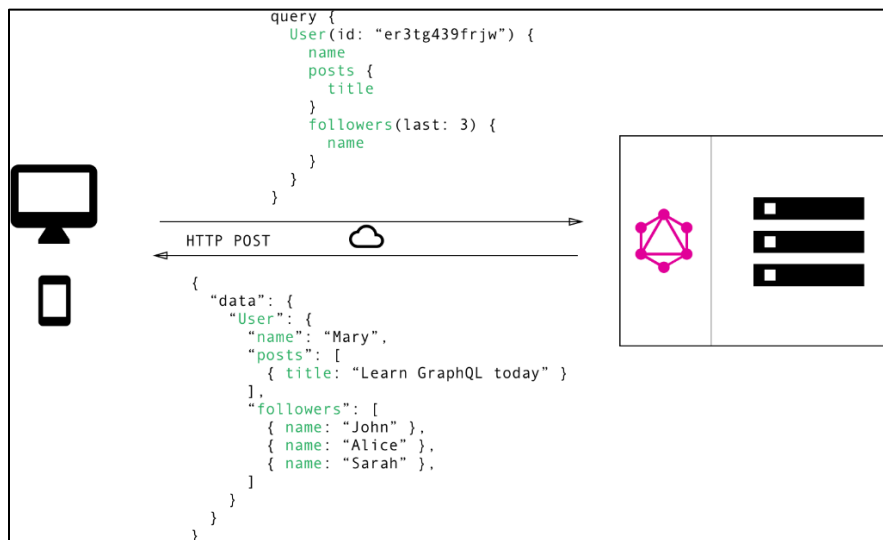 query {
User(id: “er3tg439frjw”) {
name
posts {
title
}
followers(last: 3) {
name
}
}
}
HTTP POST
{
“data”: {
“User”: {
“name”: “Mary”,
“posts”: [
{ title: “Learn GraphQL today” }
],
“followers”: [
{ name: “John” },
{ name: “Alice” },
{ name: “Sarah” },
]
}
}
}